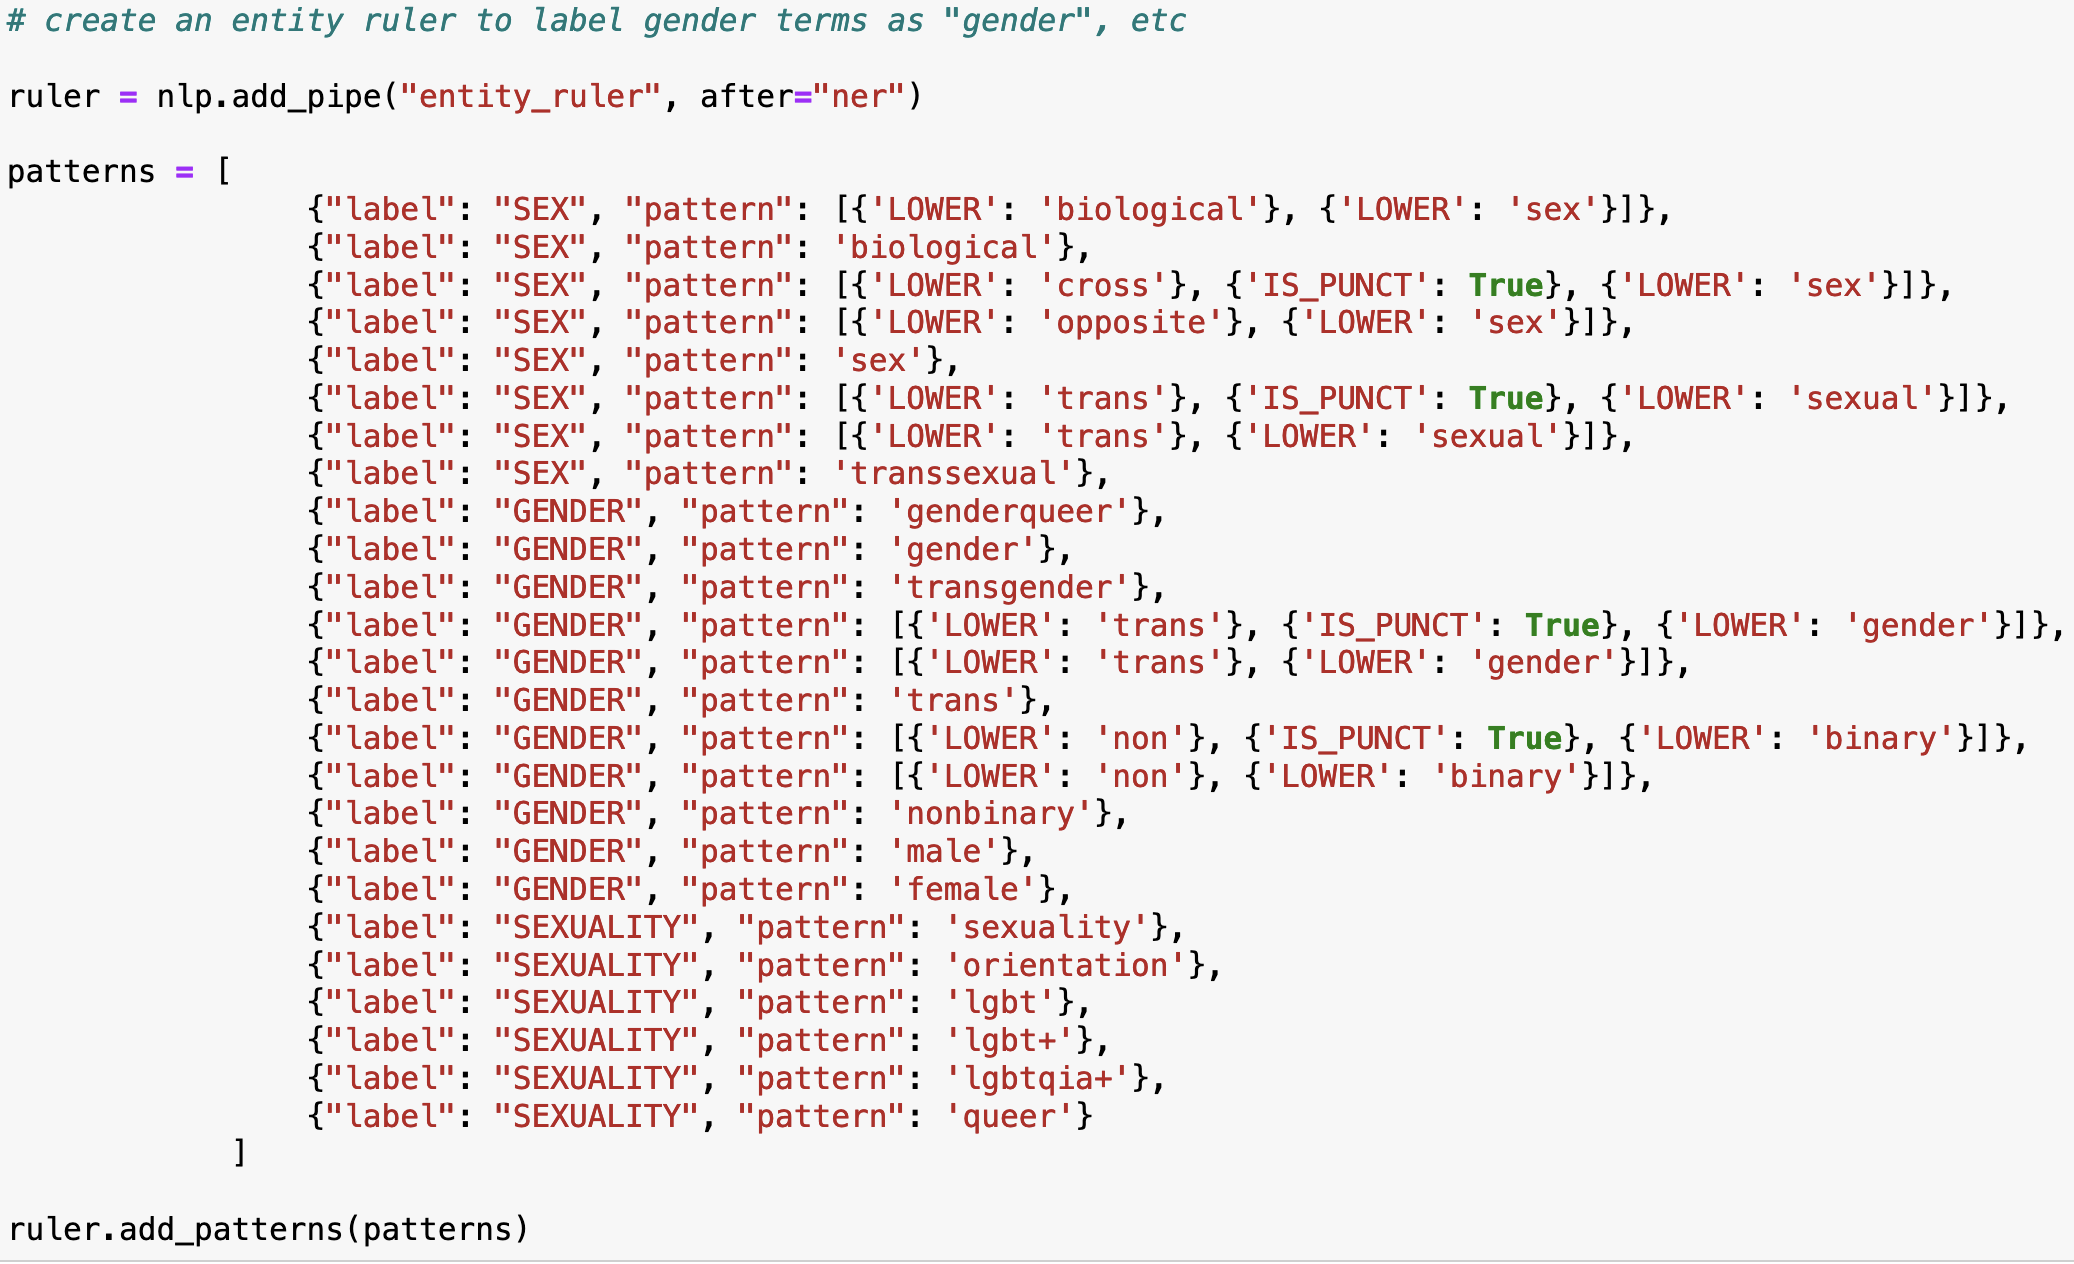 # create an entity ruler to label gender terms as "gender", etc
ruler = nlp.add_pipe("entity_ruler", after="ner")
patterns = [
{"label": "SEX", "pattern": [{'LOWER': 'biological'}, {'LOWER': 'sex'}]},
{"label": "SEX", "pattern": 'biological'},
{"label": "SEX", "pattern": [{'LOWER': 'cross'}, {'IS_PUNCT': True}, {'LOWER': 'sex'}]},
{"label": "SEX", "pattern": [{'LOWER': 'opposite'}, {'LOWER': 'sex'}]},
{"label": "SEX", "pattern": 'sex'},
{"label": "SEX", "pattern": [{'LOWER': 'trans'}, {'IS_PUNCT': True}, {'LOWER': 'sexual'}]},
{"label": "SEX", "pattern": [{'LOWER': 'trans'}, {'LOWER': 'sexual'}]},
{"label": "SEX", "pattern": 'transsexual'},
{"label": "GENDER", "pattern": 'genderqueer'},
{"label": "GENDER", "pattern": 'gender'},
{"label": "GENDER", "pattern": 'transgender'},
{"label": "GENDER", "pattern": [{'LOWER': 'trans'}, {'IS_PUNCT': True}, {'LOWER': 'gender'}]},
{"label": "GENDER", "pattern": [{'LOWER': 'trans'}, {'LOWER': 'gender'}]},
{"label": "GENDER", "pattern": 'trans'},
{"label": "GENDER", "pattern": [{'LOWER': 'non'}, {'IS_PUNCT': True}, {'LOWER': 'binary'}]},
{"label": "GENDER", "pattern": [{'LOWER': 'non'}, {'LOWER': 'binary'}]},
{"label": "GENDER", "pattern": 'nonbinary'},
{"label": "GENDER", "pattern": 'male'},
{"label": "GENDER", "pattern": 'female'},
{"label": "SEXUALITY", "pattern": 'sexuality'},
{"label": "SEXUALITY", "pattern": 'orientation'},
{"label": "SEXUALITY", "pattern": 'lgbt'},
{"label": "SEXUALITY", "pattern": 'lgbt+'},
{"label": "SEXUALITY", "pattern": 'lgbtqia+'},
{"label": "SEXUALITY", "pattern": 'queer'}
]
ruler.add_patterns(patterns)